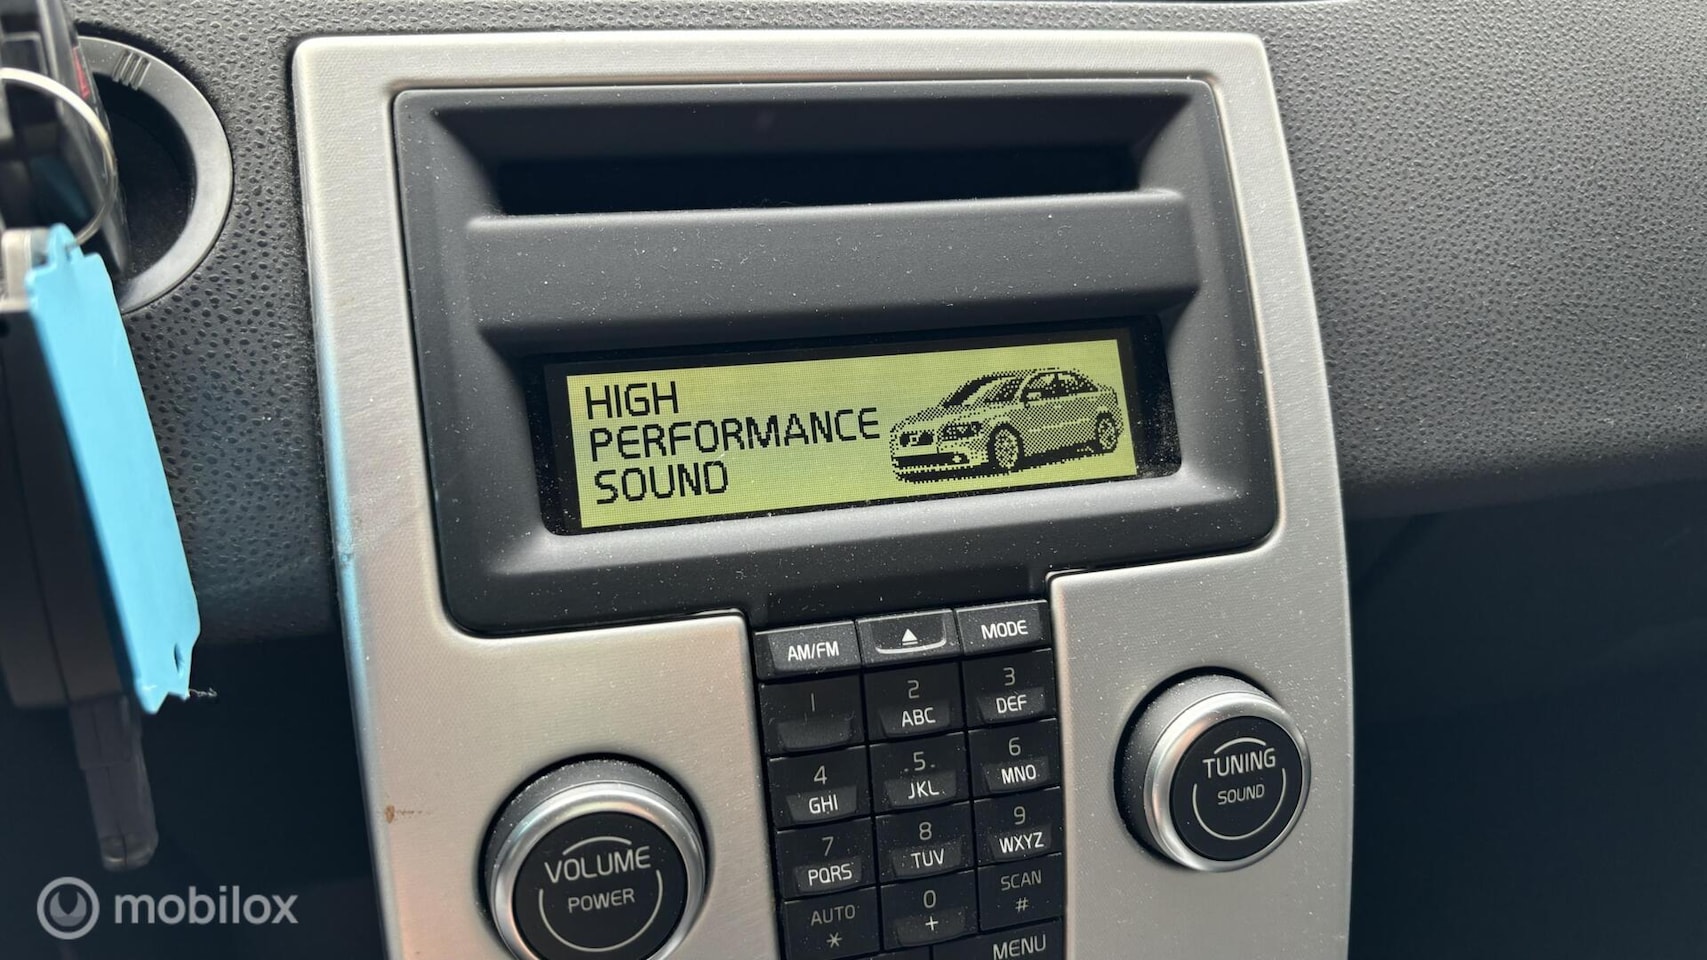 HIGH
PERFORMANCE
SOUND
AM/FM
MODE
1
2
ABC
3
DEF
4
GHI
5
JKL
6
MNO
7
PQRS
8
TUV
9
WXYZ
AUTO
*
0
+
SCAN
#
MENU
VOLUME
POWER
TUNING
SOUND
mobilox